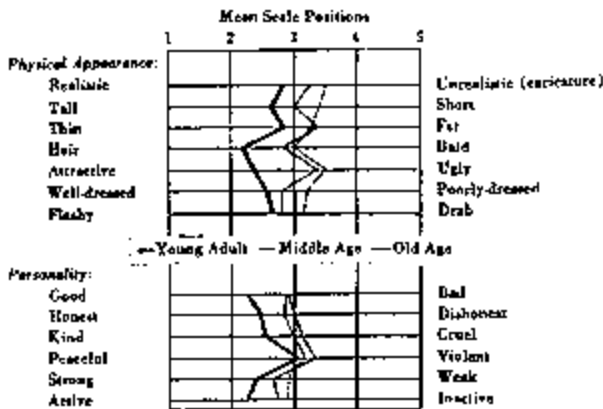 Mean Scale Positions
1 2 3 4 5
Physical Appearance:
Realistic Unrealistic (caricature)
Tall Short
Thin Fat
Hair Bald
Attractive Ugly
Well-dressed Poorly-dressed
Flashy Drab
Young Adult Middle Age Old Age
Personality:
Good Bad
Honest Dishonest
Kind Cruel
Peaceful Violent
Strong Weak
Active Inactive